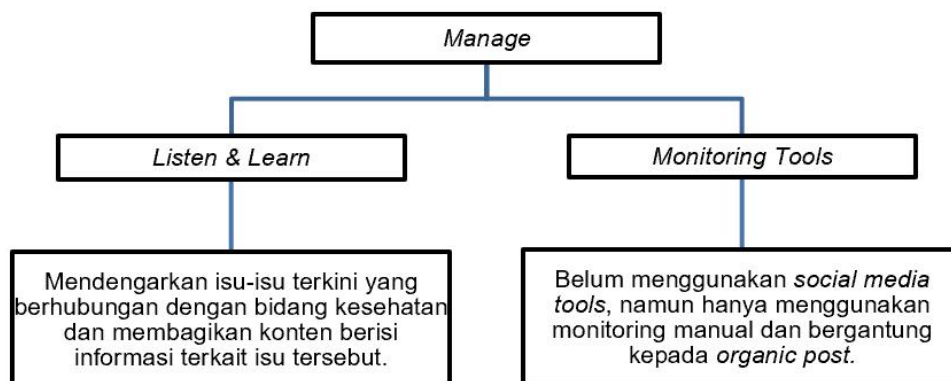 Manage
Listen & Learn
Monitoring Tools
Mendengarkan isu-isu terkini yang
berhubungan dengan bidang kesehatan
dan membagikan konten berisi
informasi terkait isu tersebut.
Belum menggunakan social media
tools, namun hanya menggunakan
monitoring manual dan bergantung
kepada organic post.